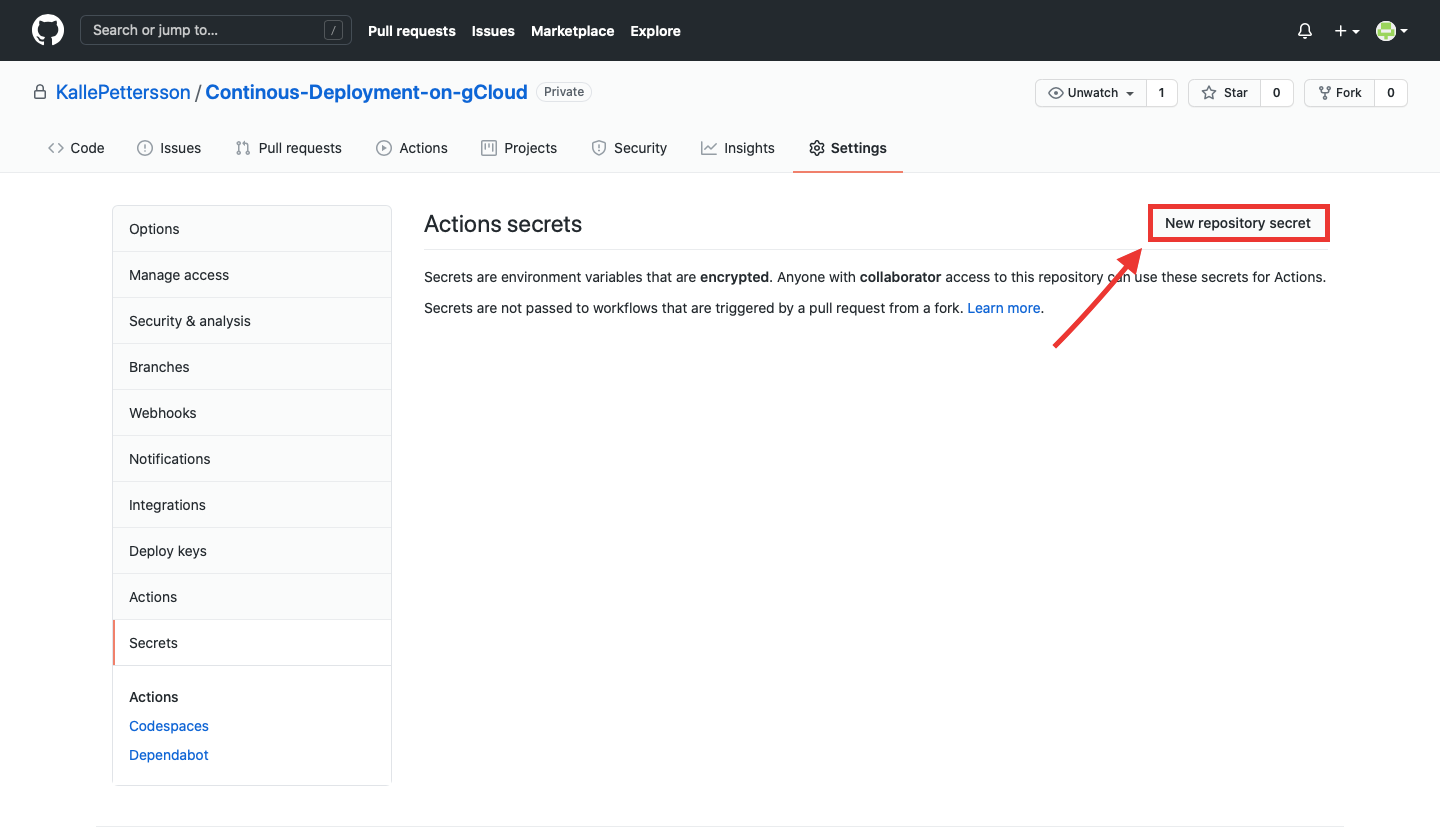 Search or jump to... /
Pull requests Issues Marketplace Explore
KallePettersson / Continous-Deployment-on-gCloud Private
Unwatch 1 Star 0 Fork 0
Code Issues Pull requests Actions Projects Security Insights Settings
Options
Manage access
Security & analysis
Branches
Webhooks
Notifications
Integrations
Deploy keys
Actions
Secrets
Actions
Codespaces
Dependabot
Actions secrets
New repository secret
Secrets are environment variables that are encrypted. Anyone with collaborator access to this repository can use these secrets for Actions.
Secrets are not passed to workflows that are triggered by a pull request from a fork. Learn more.